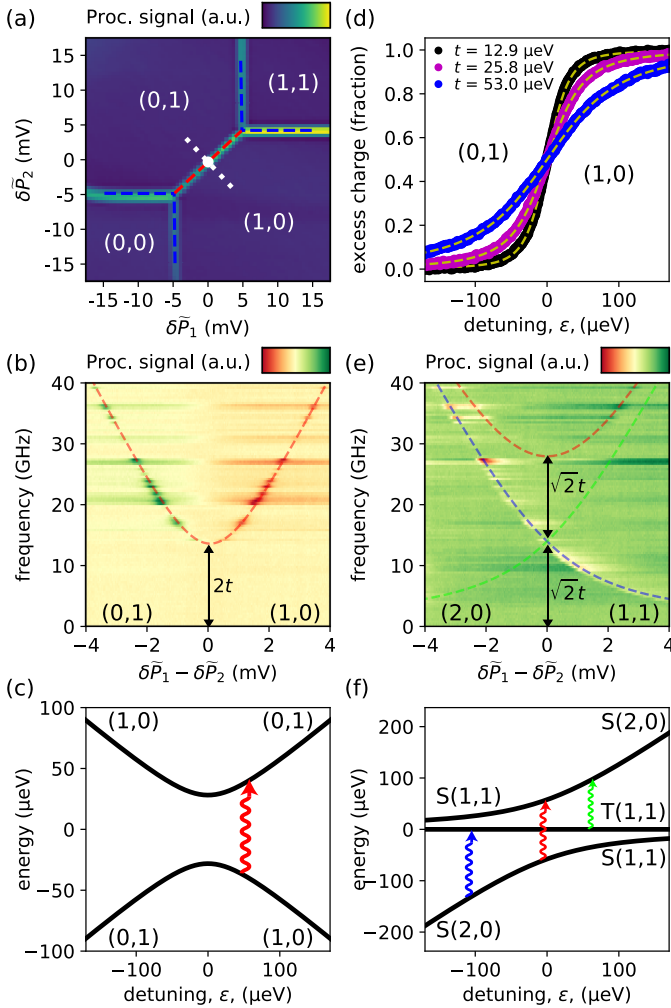 (a) Proc. signal (a.u.)
(0,1)
(1,1)
(0,0)
(1,0)
15
10
5
0
-5
-10
-15
δP̃₂ (mV)
-15 -10 -5 0 5 10 15
δP̃₁ (mV)
(d)
t = 12.9 μeV
t = 25.8 μeV
t = 53.0 μeV
(0,1)
(1,0)
1.0
0.8
0.6
0.4
0.2
0.0
excess charge (fraction)
-100 0 100
detuning, ε, (μeV)
(b) Proc. signal (a.u.)
40
30
20
10
0
frequency (GHz)
2t
(0,1) (1,0)
-4 -2 0 2 4
δP̃₁ − δP̃₂ (mV)
(e) Proc. signal (a.u.)
40
30
20
10
0
frequency (GHz)
√2t
√2t
(2,0) (1,1)
-4 -2 0 2 4
δP̃₁ − δP̃₂ (mV)
(c)
100
50
0
−50
−100
energy (μeV)
(1,0) (0,1)
(0,1) (1,0)
−100 0 100
detuning, ε, (μeV)
(f)
200
100
0
−100
−200
energy (μeV)
S(2,0)
S(1,1)
T(1,1)
S(1,1)
S(2,0)
−100 0 100
detuning, ε, (μeV)